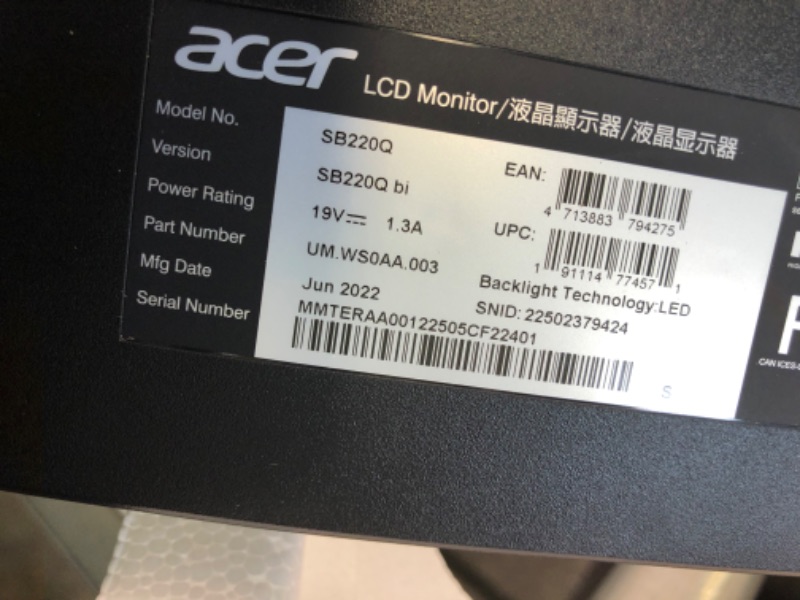 acer
LCD Monitor/液晶顯示器/液晶显示器
Model No. SB220Q
Version SB220Q bi
Power Rating 19V⎓ 1.3A
Part Number UM.WS0AA.003
Mfg Date Jun 2022
Serial Number MMTERAA00122505CF22401
EAN:
4 713883 794275
UPC:
1 91114 77457 1
Backlight Technology:LED
SNID: 22502379424
S
CAN ICES-